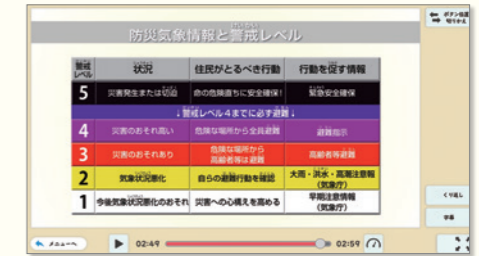 ボタン位置
切りかえ
防災気象情報と警戒レベル
警戒レベル 状況 住民がとるべき行動 行動を促す情報
5 災害発生または切迫 命の危険直ちに安全確保! 緊急安全確保
↓警戒レベル4までに必ず避難↓
4 災害のおそれ高い 危険な場所から全員避難 避難指示
3 災害のおそれあり 危険な場所から高齢者等は避難 高齢者等避難
2 気象状況悪化 自らの避難行動を確認 大雨・洪水・高潮注意報(気象庁)
1 今後気象状況悪化のおそれ 災害への心構えを高める 早期注意情報(気象庁)
くり返し
字幕
メニューへ 02:49 02:59